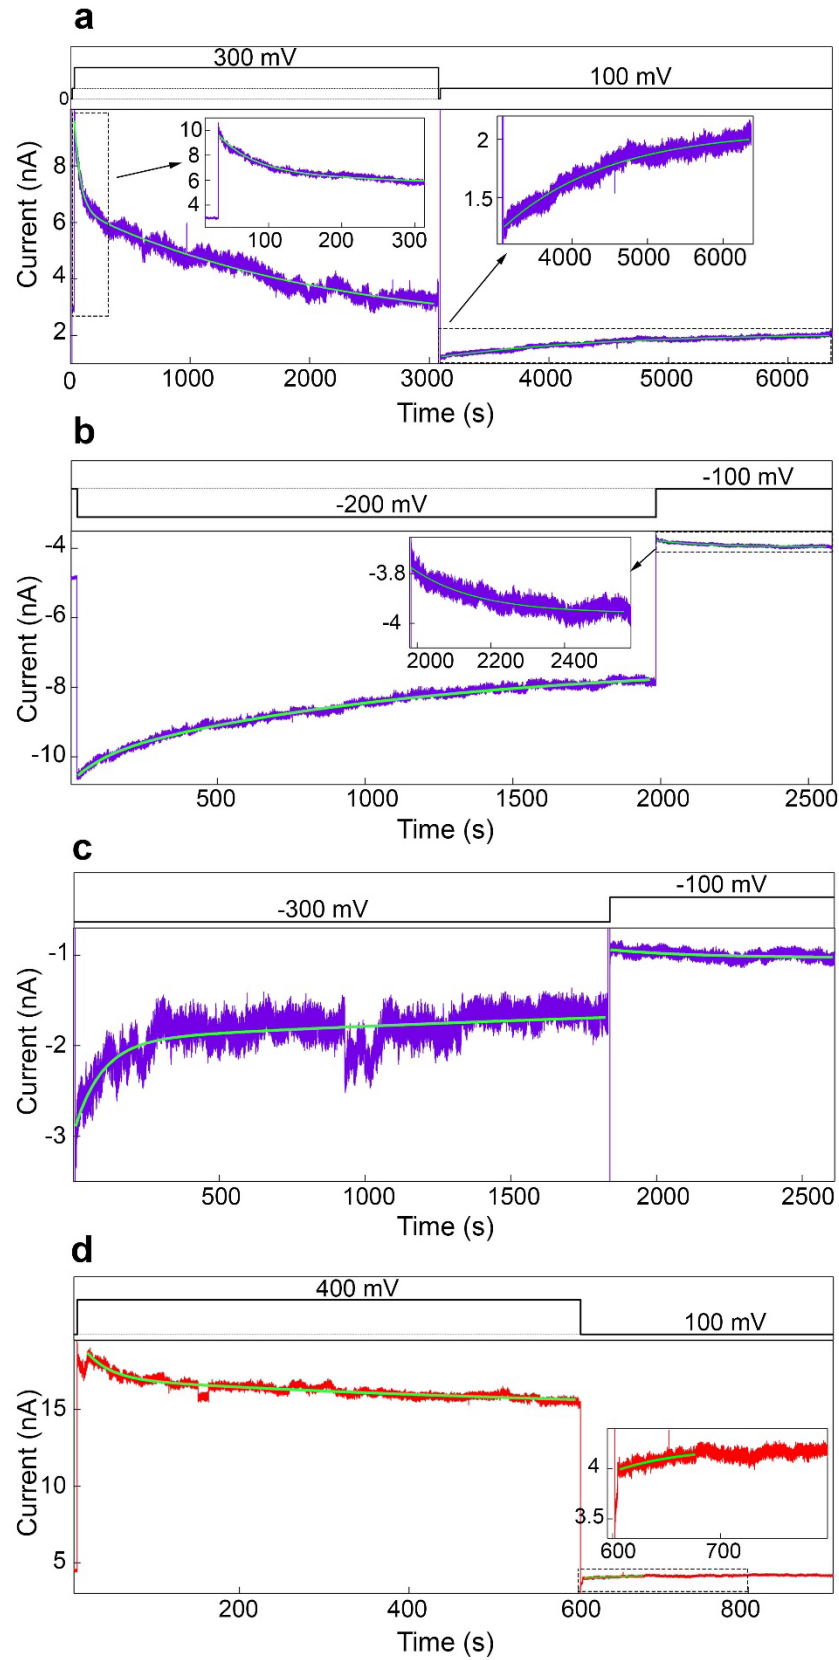 a
300 mV
100 mV
0
Current (nA)
8
6
4
2
10
8
6
4
100 200 300
2
1.5
4000 5000 6000
0 1000 2000 3000 4000 5000 6000
Time (s)
b
-100 mV
-200 mV
Current (nA)
-4
-6
-8
-10
-3.8
-4
2000 2200 2400
500 1000 1500 2000 2500
Time (s)
c
-100 mV
-300 mV
Current (nA)
-1
-2
-3
500 1000 1500 2000 2500
Time (s)
d
400 mV
100 mV
Current (nA)
15
10
5
4
3.5
600 700
200 400 600 800
Time (s)